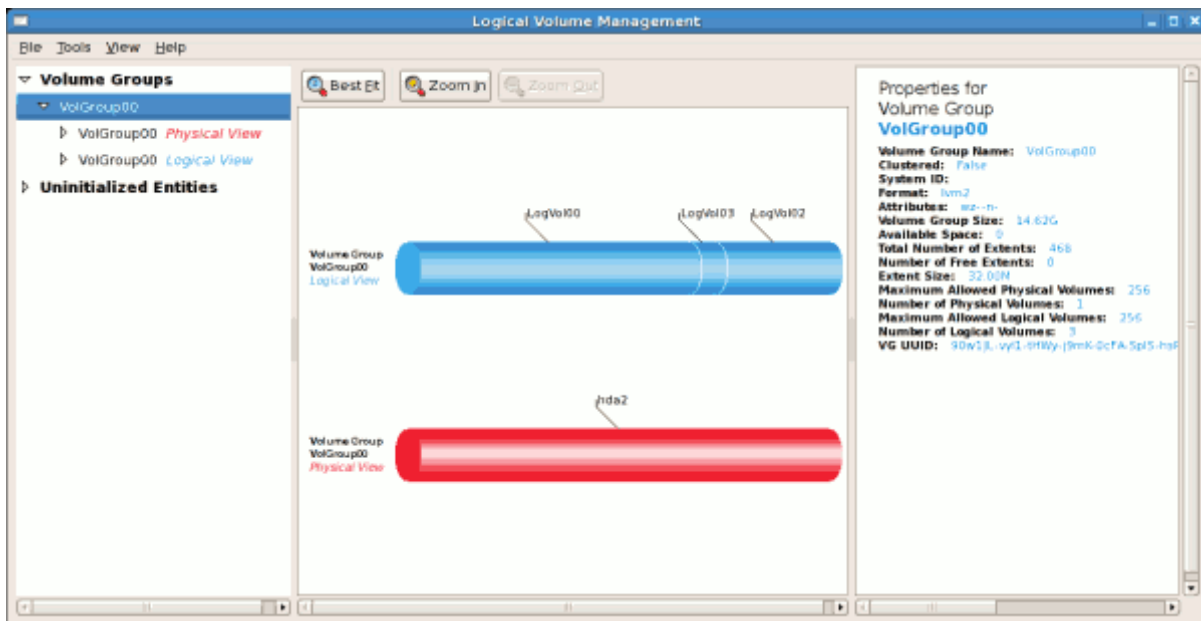 Logical Volume Management
File Tools View Help
Volume Groups
VolGroup00
VolGroup00 Physical View
VolGroup00 Logical View
Uninitialized Entities
Best Fit
Zoom In
Zoom Out
LogVol00
LogVol03
LogVol02
Volume Group
VolGroup00
Logical View
hda2
Volume Group
VolGroup00
Physical View
Properties for
Volume Group
VolGroup00
Volume Group Name: VolGroup00
Clustered: False
System ID:
Format: lvm2
Attributes: wz--n-
Volume Group Size: 14.62G
Available Space: 0
Total Number of Extents: 468
Number of Free Extents: 0
Extent Size: 32.00M
Maximum Allowed Physical Volumes: 256
Number of Physical Volumes: 1
Maximum Allowed Logical Volumes: 256
Number of Logical Volumes: 3
VG UUID: